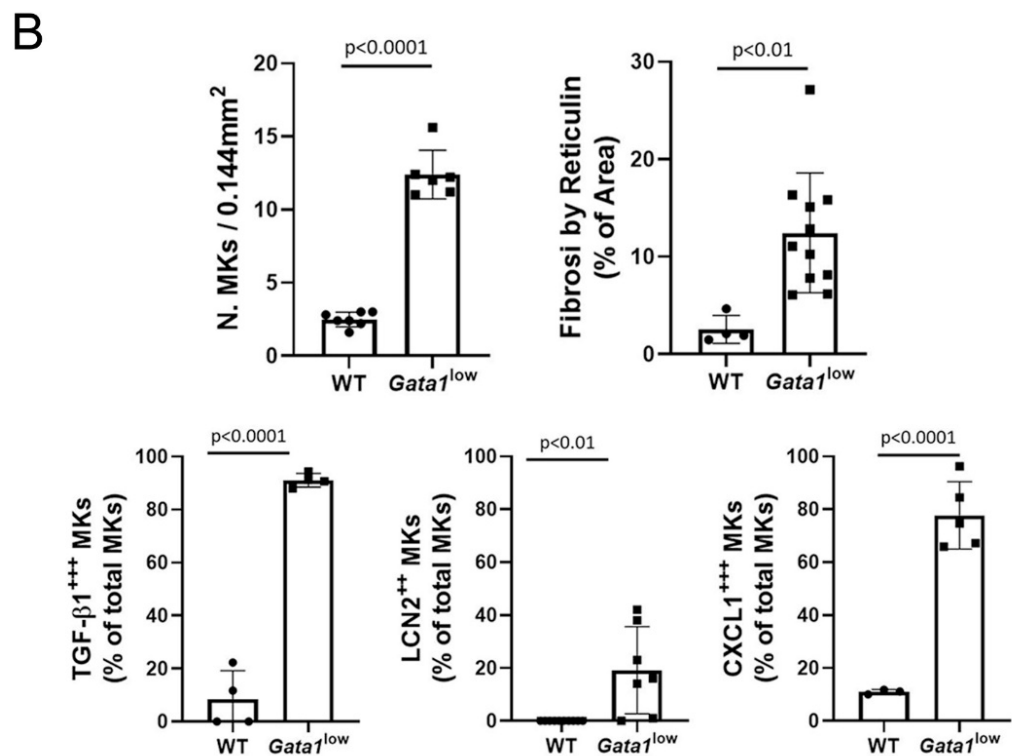 B
p<0.0001
20
15
10
5
0
N. MKs / 0.144mm²
WT Gata1low
p<0.01
30
20
10
0
Fibrosi by Reticulin
(% of Area)
WT Gata1low
p<0.0001
100
80
60
40
20
0
TGF-β1+++ MKs
(% of total MKs)
WT Gata1low
p<0.01
100
80
60
40
20
0
LCN2++ MKs
(% of total MKs)
WT Gata1low
p<0.0001
100
80
60
40
20
0
CXCL1+++ MKs
(% of total MKs)
WT Gata1low